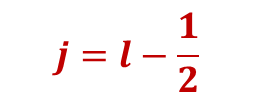 j = l − 1/2